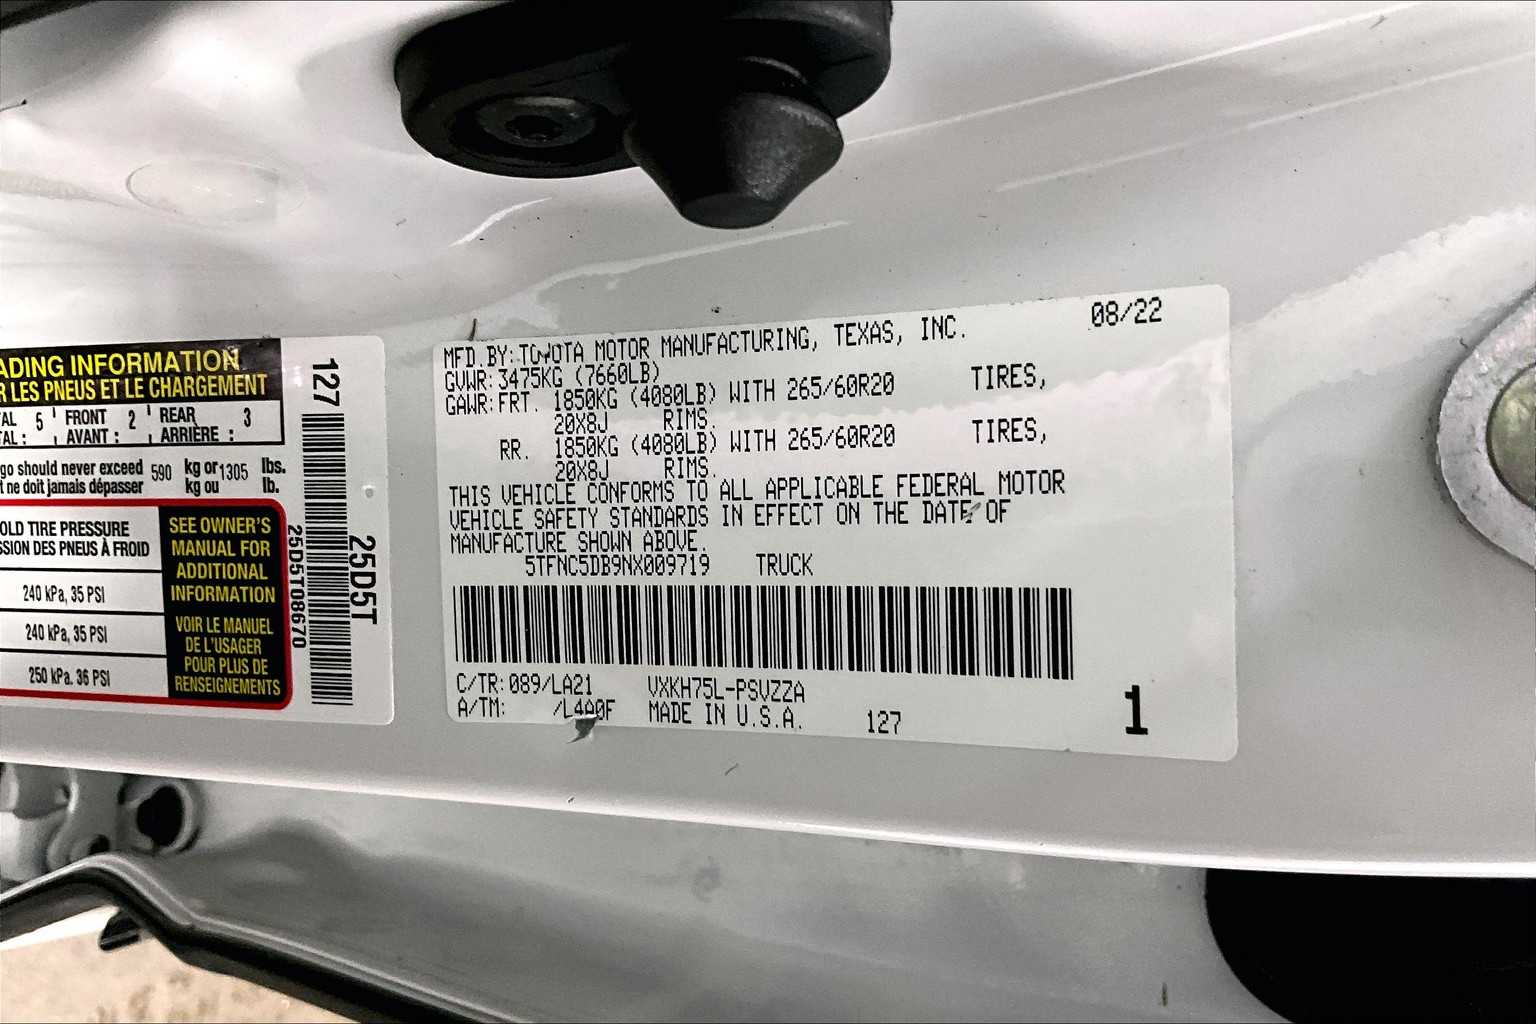 ADING INFORMATION
R LES PNEUS ET LE CHARGEMENT
AL 5 FRONT 2 REAR 3
TAL : AVANT : ARRIÈRE :
go should never exceed 590 kg or 1305 lbs.
t ne doit jamais dépasser kg ou lb.
OLD TIRE PRESSURE
SSION DES PNEUS À FROID
240 kPa, 35 PSI
240 kPa, 35 PSI
250 kPa. 36 PSI
SEE OWNER'S
MANUAL FOR
ADDITIONAL
INFORMATION
VOIR LE MANUEL
DE L'USAGER
POUR PLUS DE
RENSEIGNEMENTS
127
25D5T08670
25D5T
08/22
MFD.BY:TOYOTA MOTOR MANUFACTURING, TEXAS, INC.
GVWR:3475KG (7660LB)
GAWR:FRT. 1850KG (4080LB) WITH 265/60R20 TIRES,
20X8J RIMS.
RR. 1850KG (4080LB) WITH 265/60R20 TIRES,
20X8J RIMS.
THIS VEHICLE CONFORMS TO ALL APPLICABLE FEDERAL MOTOR
VEHICLE SAFETY STANDARDS IN EFFECT ON THE DATE OF
MANUFACTURE SHOWN ABOVE.
5TFNC5DB9NX009719 TRUCK
C/TR:089/LA21 VXKH75L-PSVZZA
A/TM: /L4A0F MADE IN U.S.A. 127
1